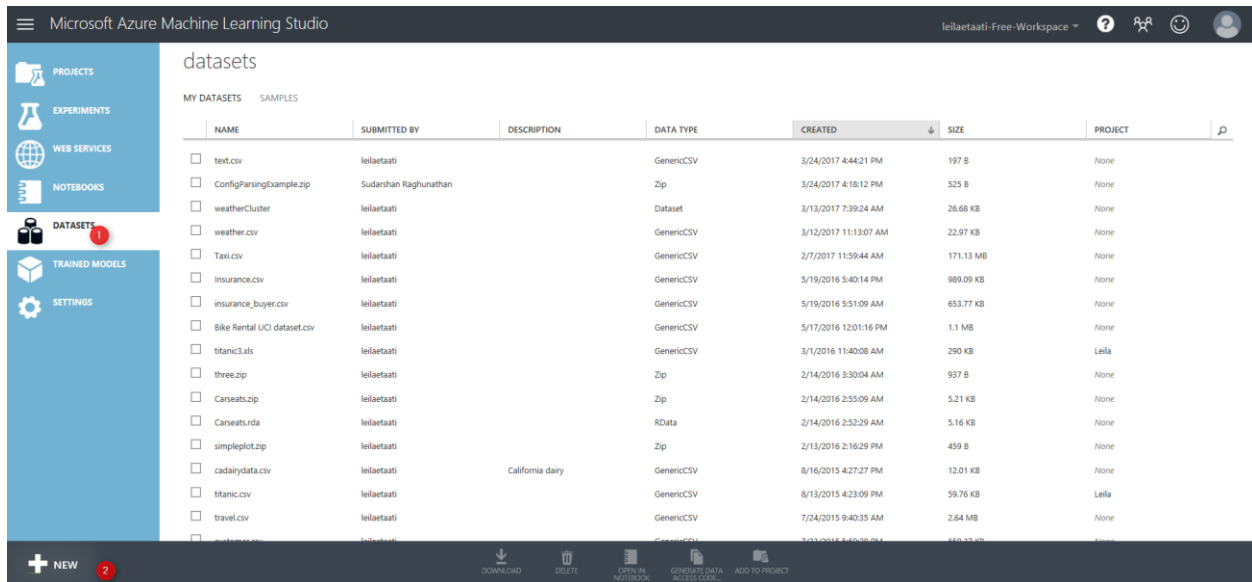 Microsoft Azure Machine Learning Studio leilaetaati-Free-Workspace ?
PROJECTS
EXPERIMENTS
WEB SERVICES
NOTEBOOKS
DATASETS 1
TRAINED MODELS
SETTINGS
datasets
MY DATASETS SAMPLES
NAME SUBMITTED BY DESCRIPTION DATA TYPE CREATED SIZE PROJECT
text.csv leilaetaati GenericCSV 3/24/2017 4:44:21 PM 197 B None
ConfigParsingExample.zip Sudarshan Raghunathan Zip 3/24/2017 4:18:12 PM 525 B None
weatherCluster leilaetaati Dataset 3/13/2017 7:39:24 AM 26.68 KB None
weather.csv leilaetaati GenericCSV 3/12/2017 11:13:07 AM 22.97 KB None
Taxi.csv leilaetaati GenericCSV 2/7/2017 11:59:44 AM 171.13 MB None
Insurance.csv leilaetaati GenericCSV 5/19/2016 5:40:14 PM 989.09 KB None
insurance_buyer.csv leilaetaati GenericCSV 5/19/2016 5:51:09 AM 653.77 KB None
Bike Rental UCI dataset.csv leilaetaati GenericCSV 5/17/2016 12:01:16 PM 1.1 MB None
titanic3.xls leilaetaati GenericCSV 3/1/2016 11:40:08 AM 290 KB Leila
three.zip leilaetaati Zip 2/14/2016 3:30:04 AM 937 B None
Carseats.zip leilaetaati Zip 2/14/2016 2:55:09 AM 5.21 KB None
Carseats.rda leilaetaati RData 2/14/2016 2:52:29 AM 5.16 KB None
simpleplot.zip leilaetaati Zip 2/13/2016 2:16:29 PM 459 B None
cadairydata.csv leilaetaati California dairy GenericCSV 8/16/2015 4:27:27 PM 12.01 KB None
titanic.csv leilaetaati GenericCSV 8/13/2015 4:23:09 PM 59.76 KB Leila
travel.csv leilaetaati GenericCSV 7/24/2015 9:40:35 AM 2.64 MB None
NEW 2
DOWNLOAD DELETE OPEN IN NOTEBOOK GENERATE DATA ACCESS CODE... ADD TO PROJECT